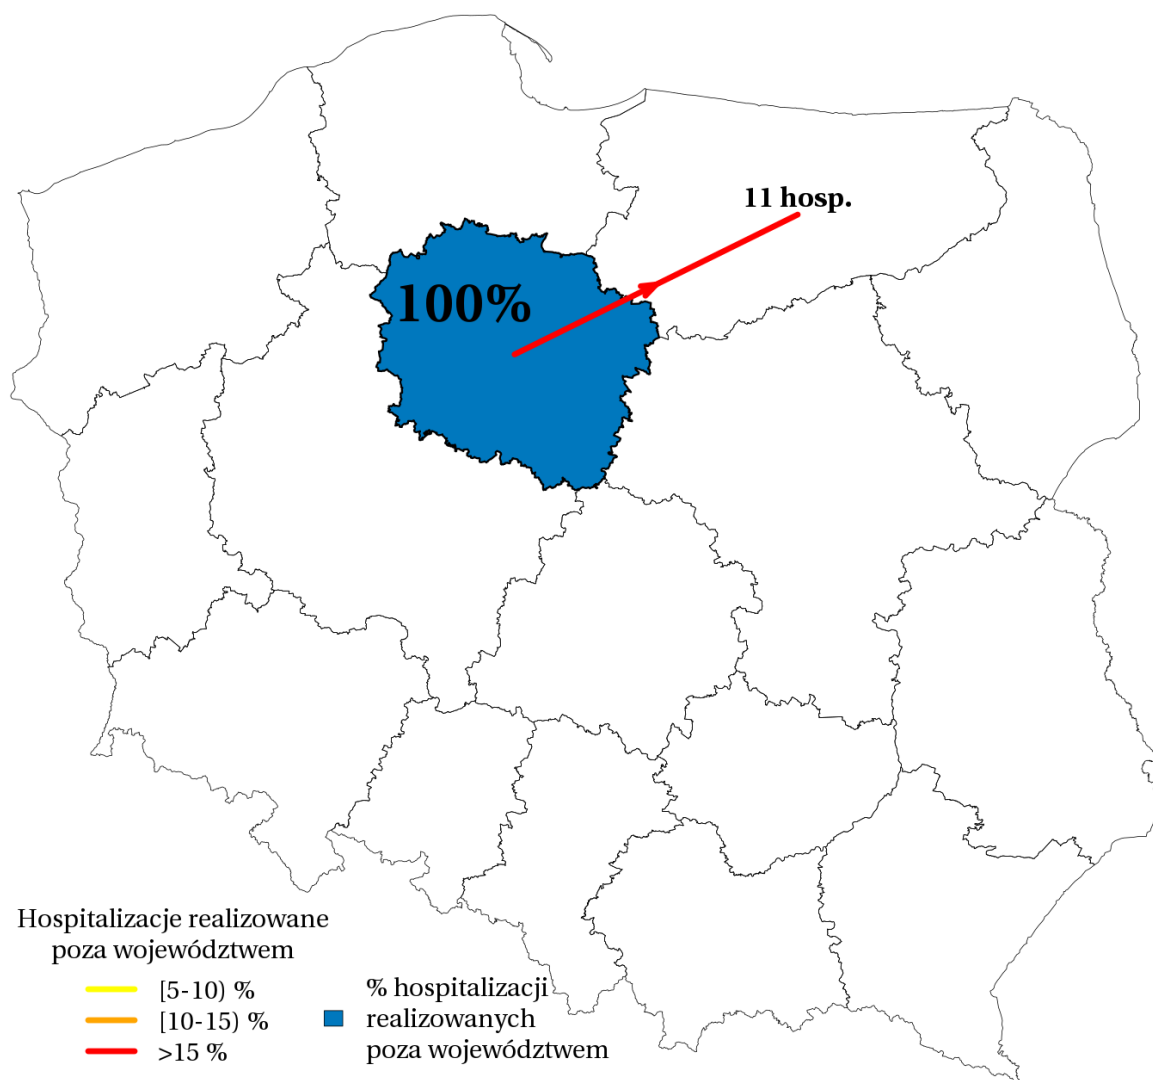 11 hosp.
100%
Hospitalizacje realizowane
poza województwem
[5-10) %
[10-15) %
>15 %
% hospitalizacji
realizowanych
poza województwem